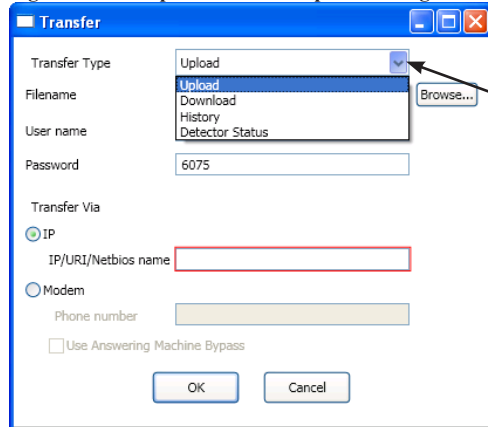 Transfer
Transfer Type Upload
Upload
Filename Download Browse...
History
User name Detector Status
Password 6075
Transfer Via
IP
IP/URI/Netbios name
Modem
Phone number
Use Answering Machine Bypass
OK Cancel